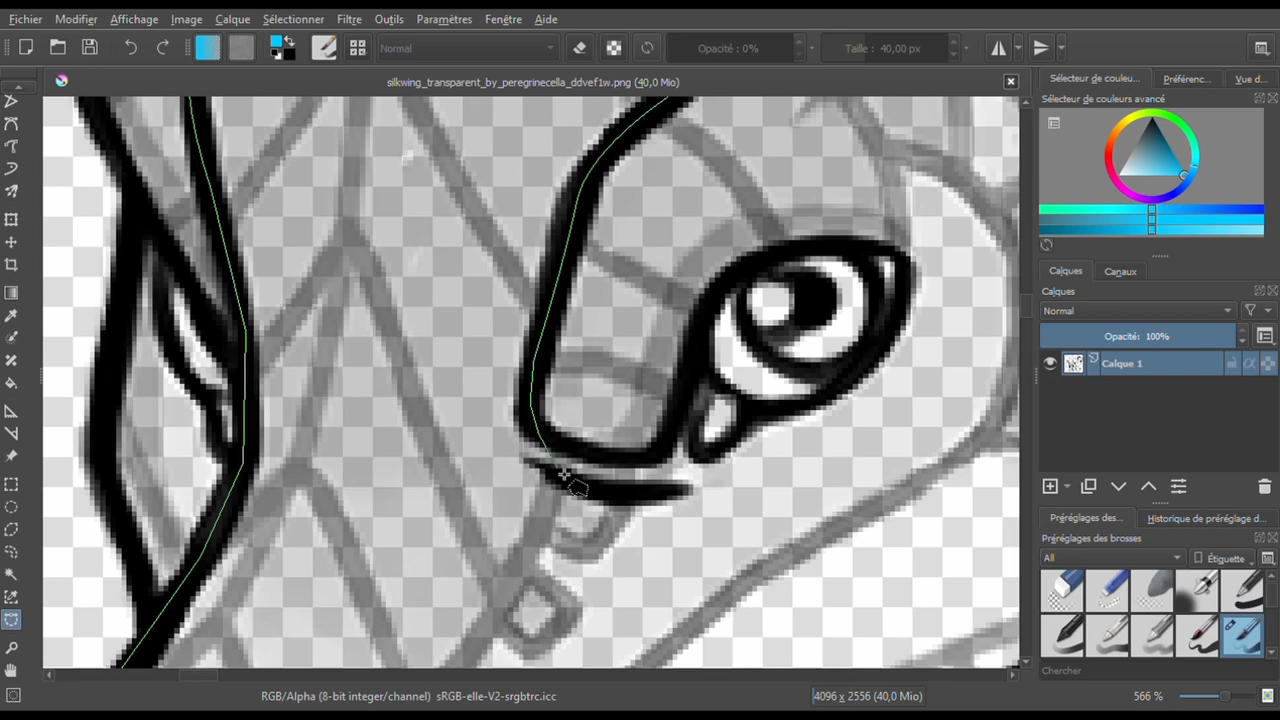 Fichier Modifier Affichage Image Calque Sélectionner Filtre Outils Paramètres Fenêtre Aide
Normal Opacité : 0% Taille : 40,00 px
silkwing_transparent_by_peregrinecella_ddvef1w.png (40,0 Mio)
Sélecteur de couleu... Préférenc... Vue d...
Sélecteur de couleurs avancé
Calques Canaux
Calques
Normal
Opacité: 100%
Calque 1
Préréglages des... Historique de préréglage d...
Préréglages des brosses
All Étiquette
Chercher
RGB/Alpha (8-bit integer/channel) sRGB-elle-V2-srgbtrc.icc 4096 x 2556 (40,0 Mio) 566 %